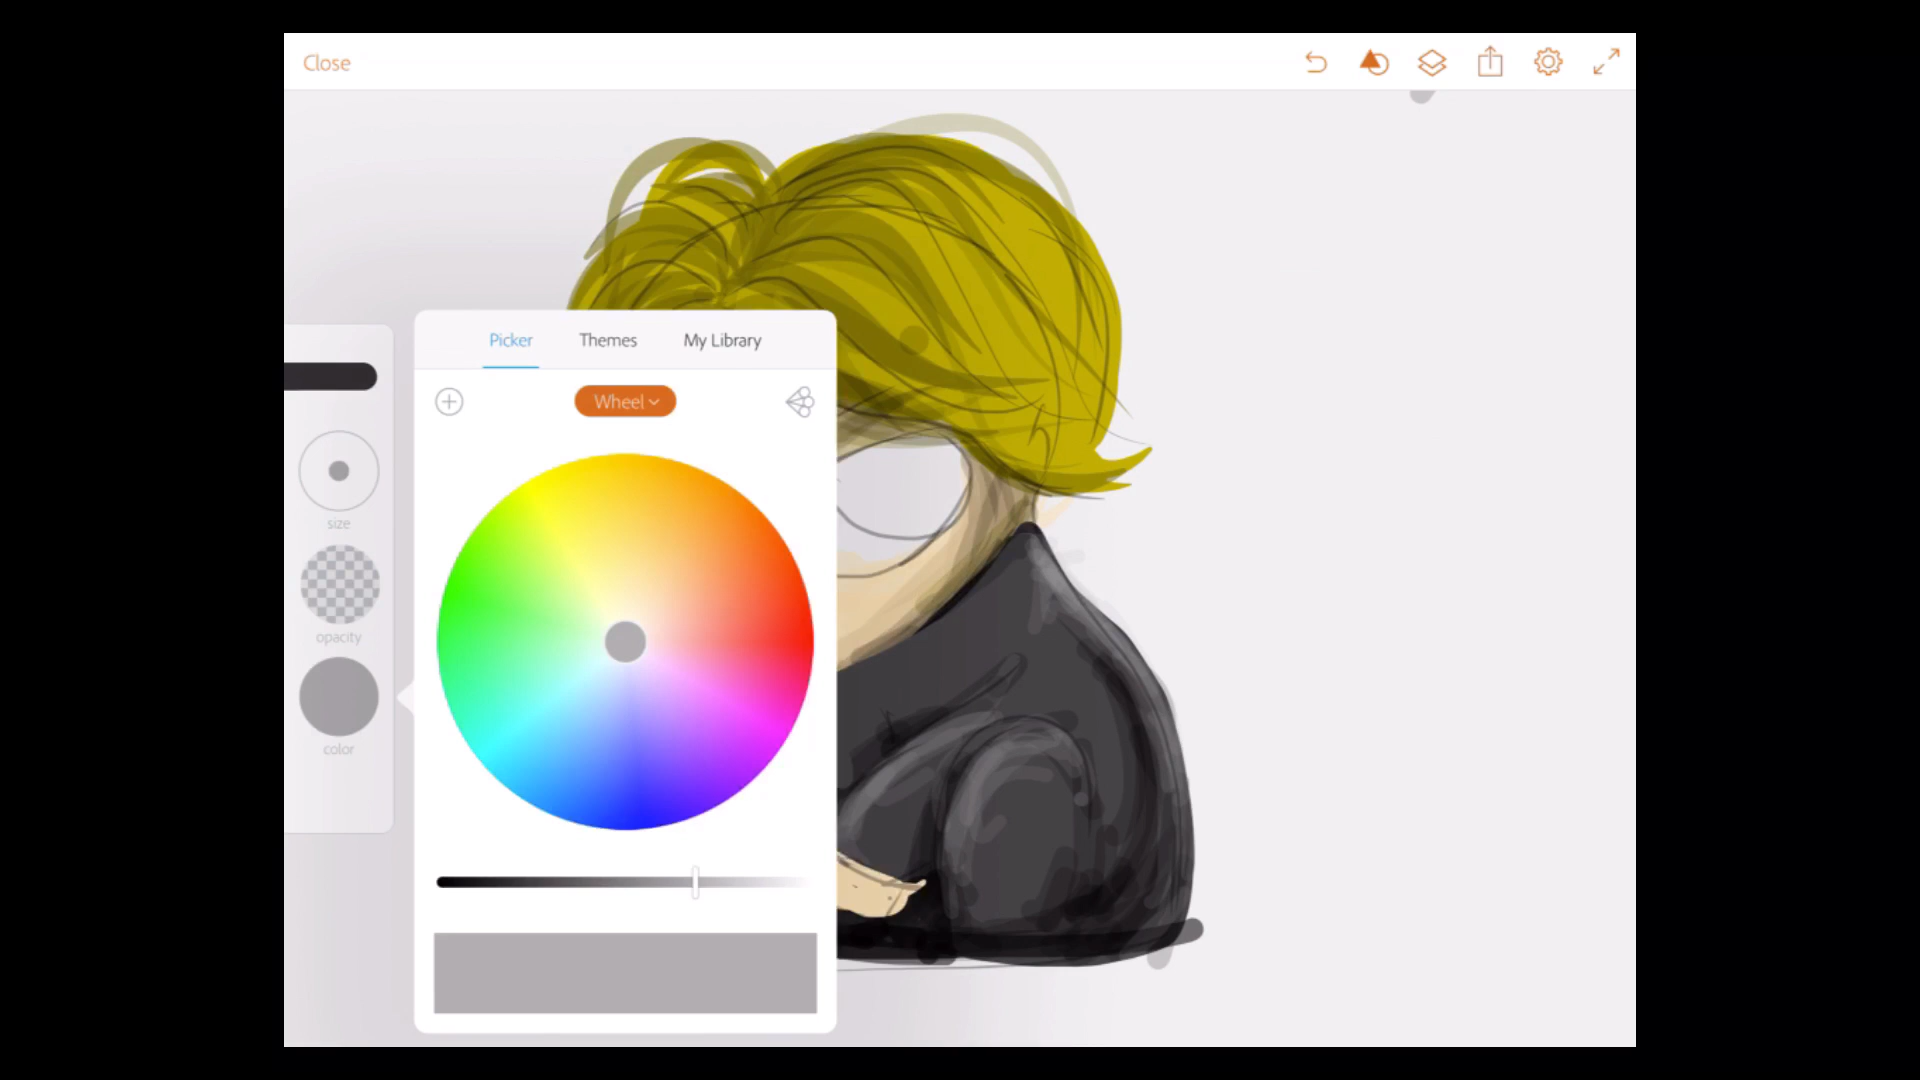 Close
Picker
Themes
My Library
Wheel
size
opacity
color